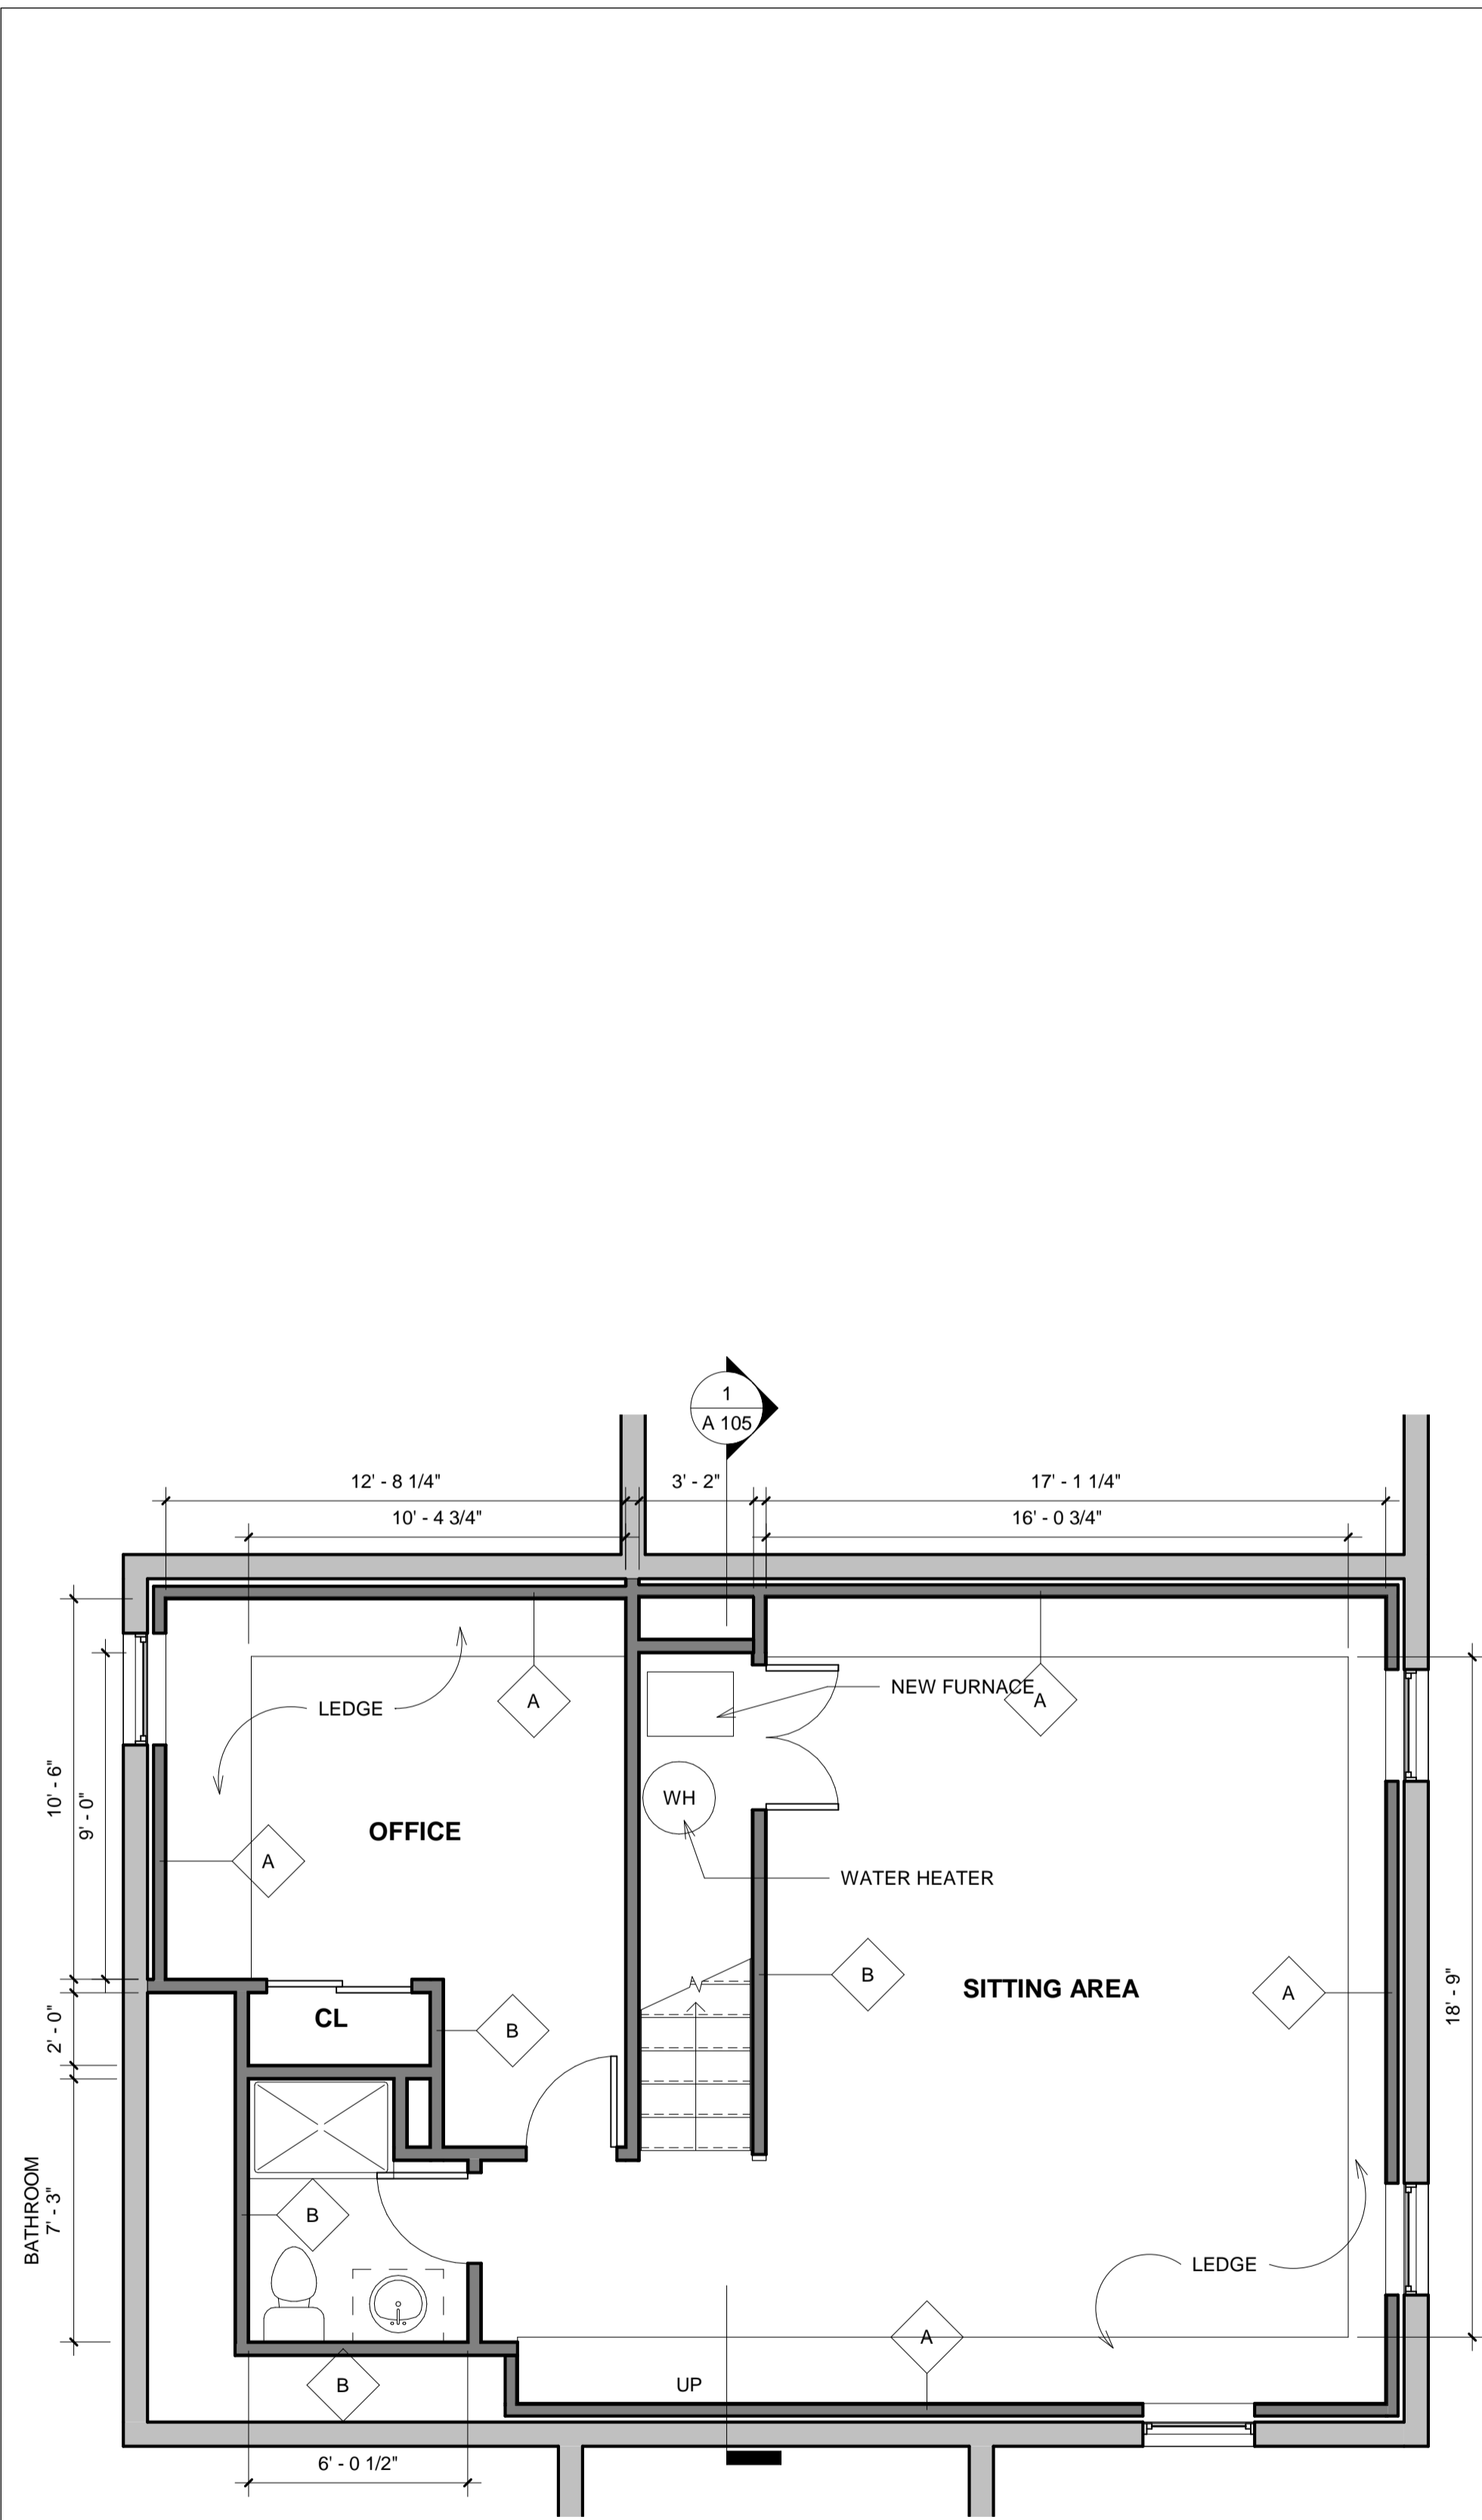 1
A 105
12' - 8 1/4"
3' - 2"
17' - 1 1/4"
10' - 4 3/4"
16' - 0 3/4"
NEW FURNACE
A
A
LEDGE
WH
10' - 6"
9' - 0"
OFFICE
A
WATER HEATER
B
SITTING AREA
A
18' - 9"
CL
B
2' - 0"
BATHROOM
7' - 3"
B
LEDGE
A
UP
B
6' - 0 1/2"